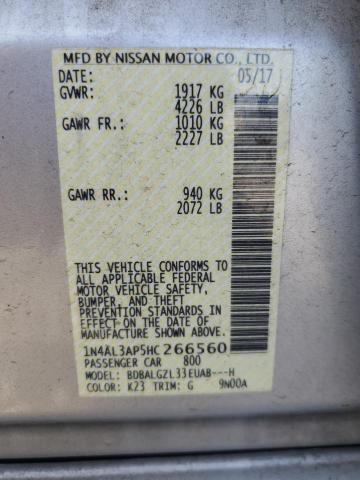 MFD BY NISSAN MOTOR CO., LTD.
DATE: 05/17
GVWR: 1917 KG
4226 LB
GAWR FR.: 1010 KG
2227 LB
GAWR RR.: 940 KG
2072 LB
THIS VEHICLE CONFORMS TO
ALL APPLICABLE FEDERAL
MOTOR VEHICLE SAFETY,
BUMPER, AND THEFT
PREVENTION STANDARDS IN
EFFECT ON THE DATE OF
MANUFACTURE SHOWN ABOVE.
1N4AL3AP5HC266560
PASSENGER CAR 800
MODEL: BDBALGZL33EUAB---H
COLOR: K23 TRIM: G 9N00A